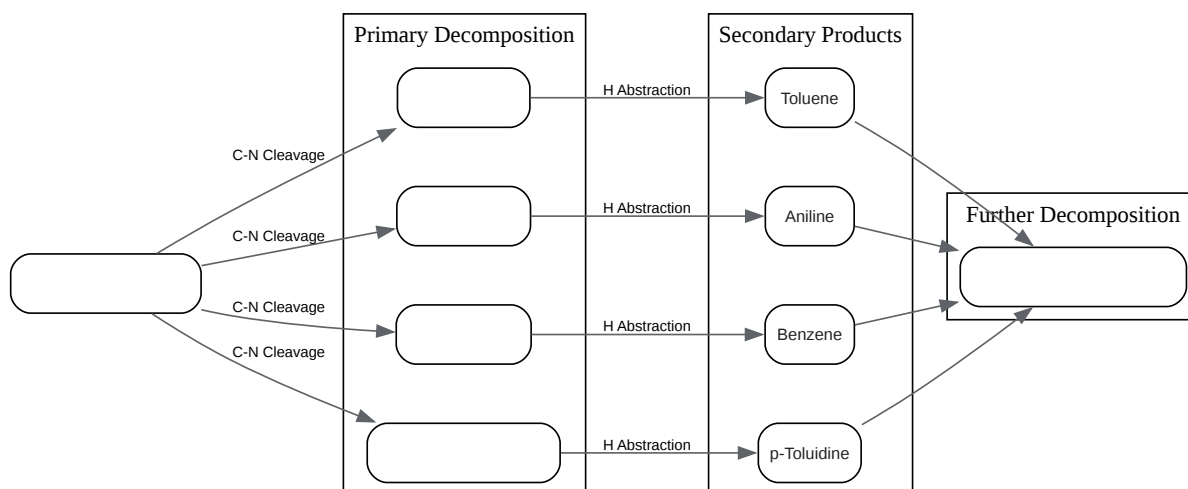 Primary Decomposition
Secondary Products
H Abstraction
Toluene
C-N Cleavage
H Abstraction
Aniline
C-N Cleavage
Further Decomposition
C-N Cleavage
H Abstraction
Benzene
C-N Cleavage
H Abstraction
p-Toluidine